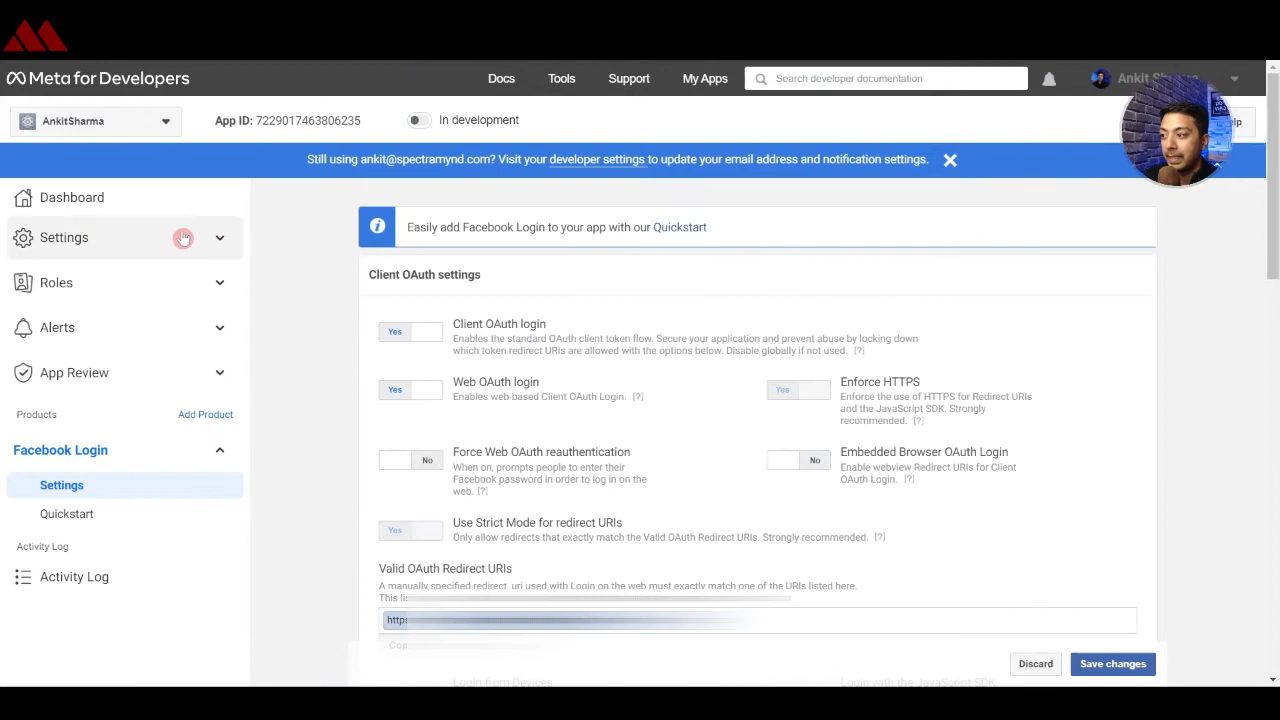 Meta for Developers
Docs
Tools
Support
My Apps
Search developer documentation
AnkitSharma
App ID: 7229017463806235
In development
Still using ankit@spectramynd.com? Visit your developer settings to update your email address and notification settings.
Dashboard
Settings
Roles
Alerts
App Review
Products
Add Product
Facebook Login
Settings
Quickstart
Activity Log
Activity Log
Easily add Facebook Login to your app with our Quickstart
Client OAuth settings
Yes
Client OAuth login
Enables the standard OAuth client token flow. Secure your application and prevent abuse by locking down
which token redirect URIs are allowed with the options below. Disable globally if not used. [?]
Yes
Web OAuth login
Enables web-based Client OAuth Login. [?]
Yes
Enforce HTTPS
Enforce the use of HTTPS for Redirect URIs
and the JavaScript SDK. Strongly
recommended. [?]
No
Force Web OAuth reauthentication
When on, prompts people to enter their
Facebook password in order to log in on the
web. [?]
No
Embedded Browser OAuth Login
Enable webview Redirect URIs for Client
OAuth Login. [?]
Yes
Use Strict Mode for redirect URIs
Only allow redirects that exactly match the Valid OAuth Redirect URIs. Strongly recommended. [?]
Valid OAuth Redirect URIs
A manually specified redirect_uri used with Login on the web must exactly match one of the URIs listed here.
This
Discard
Save changes
Login from Devices
Login with the JavaScript SDK